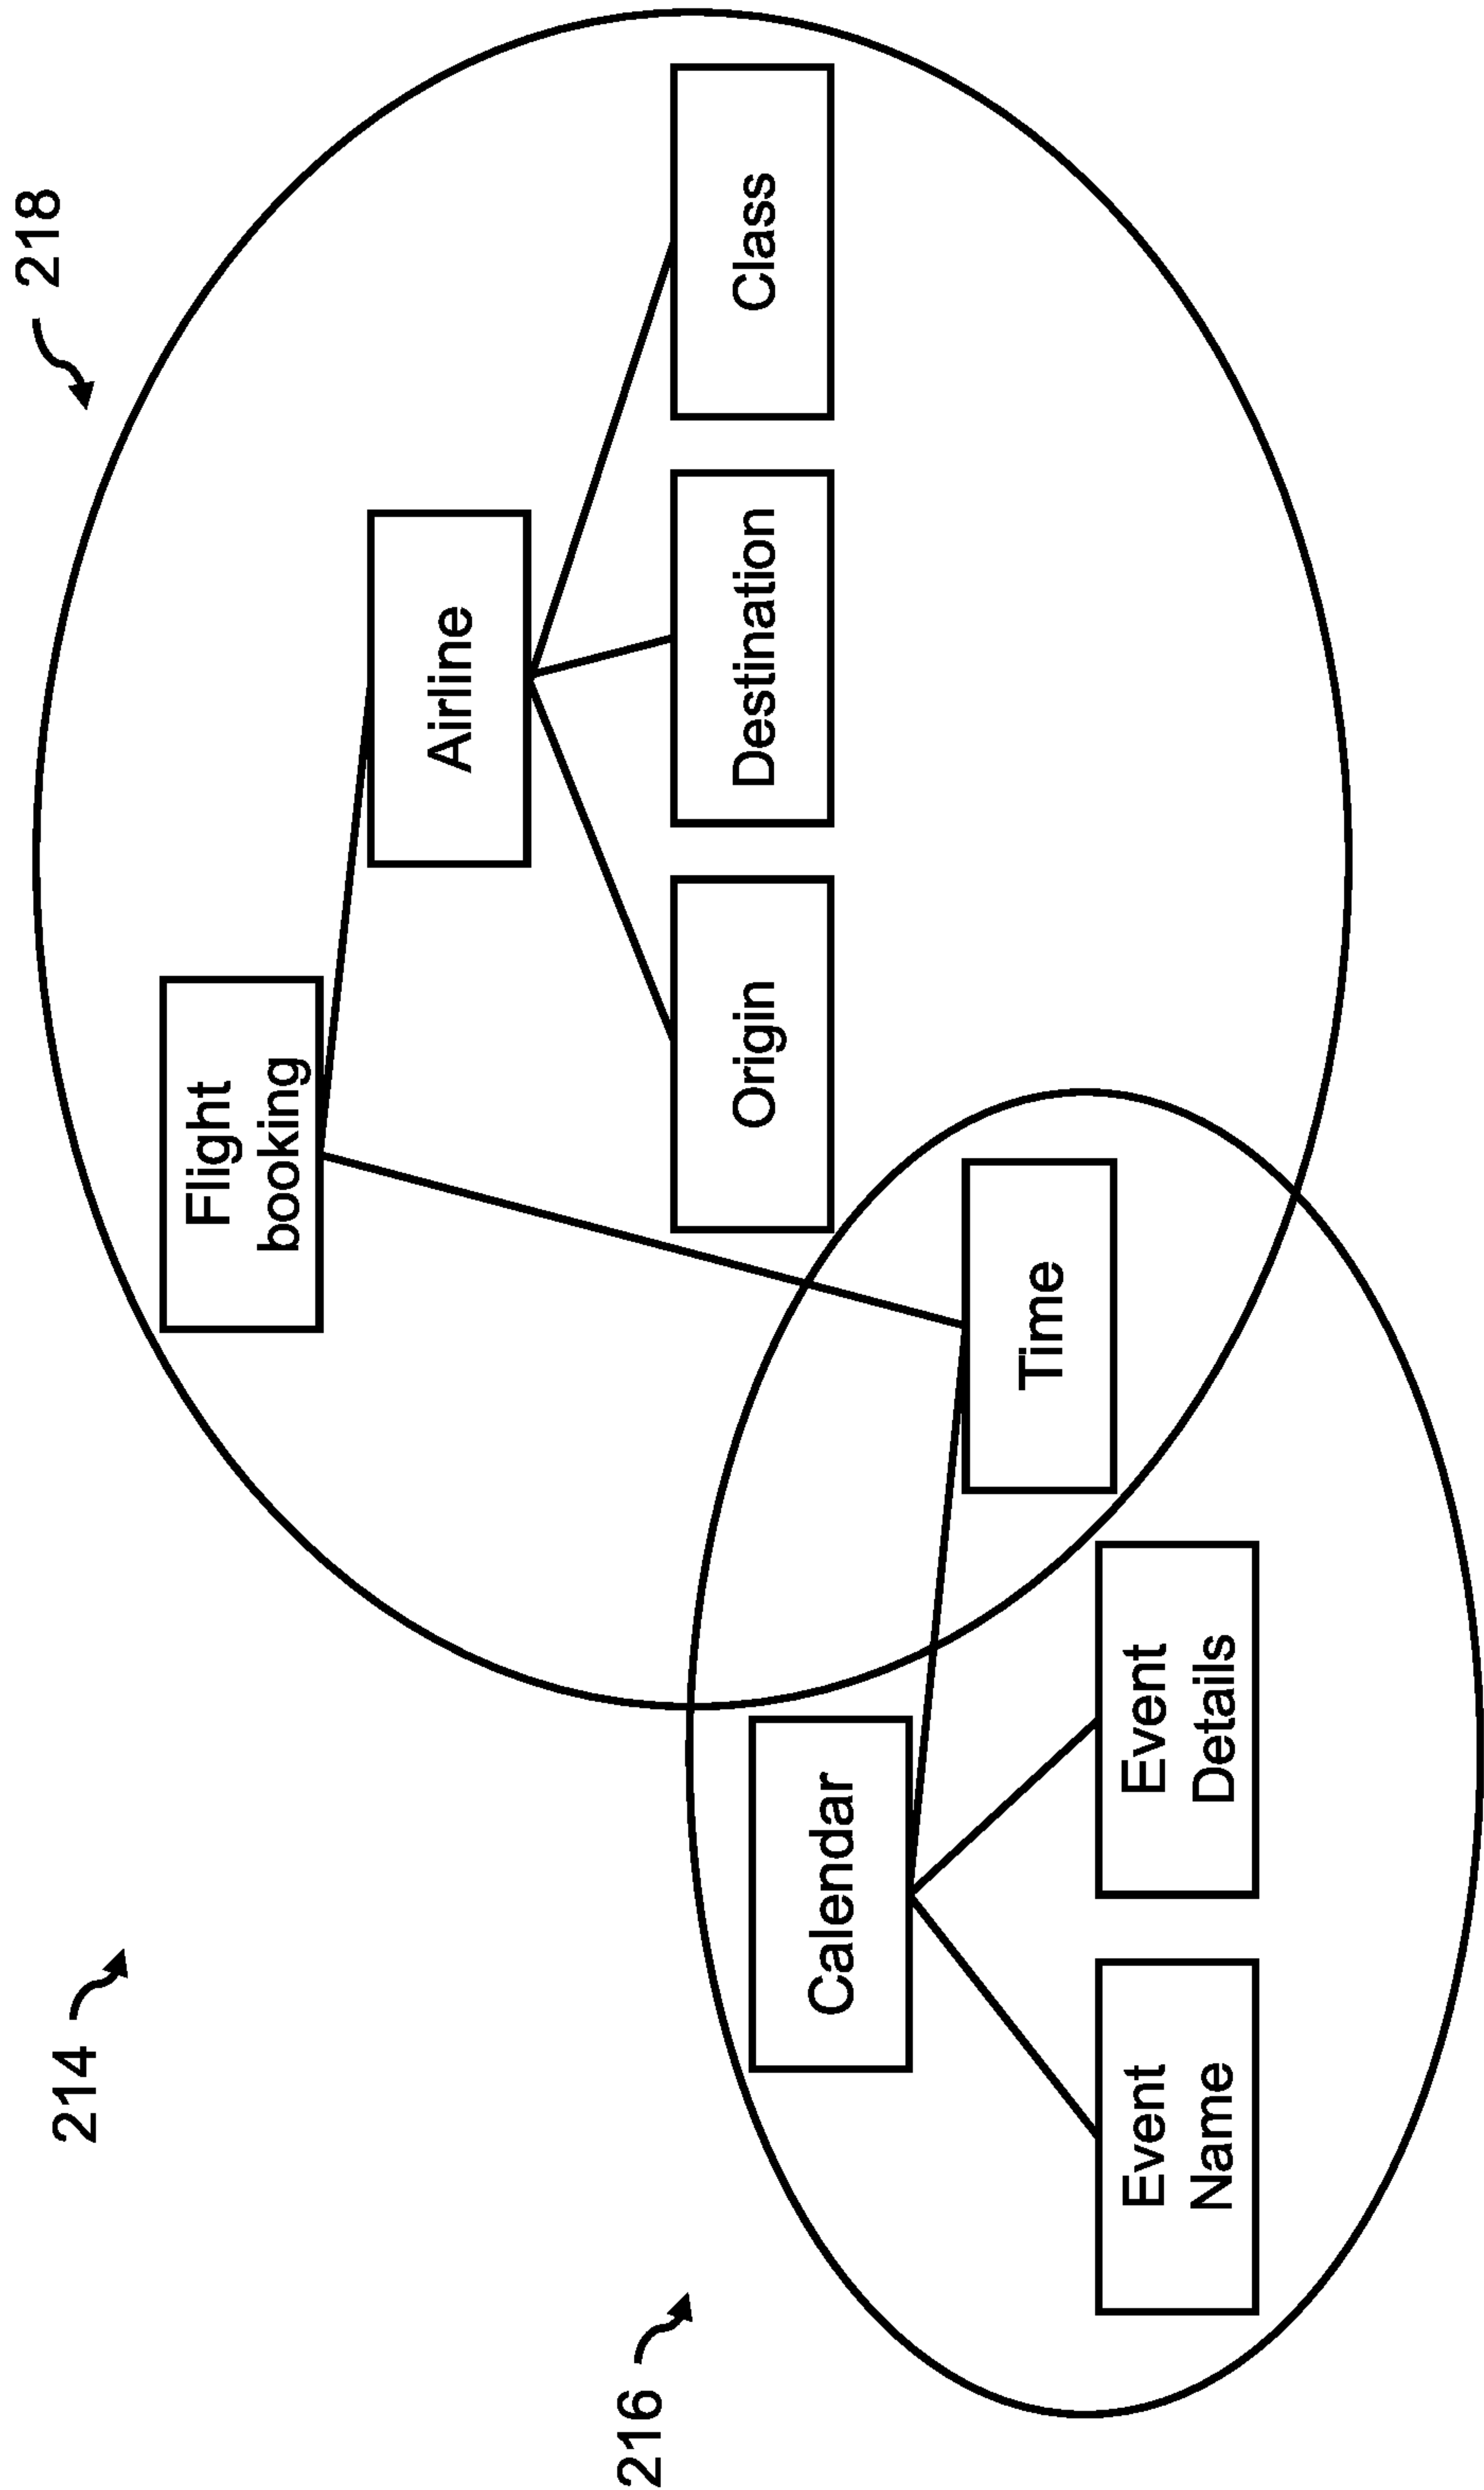 214
218
Flight
booking
Airline
216
Origin
Destination
Class
Calendar
Time
Event
Name
Event
Details